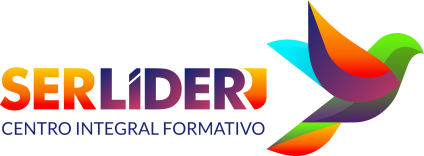 SERLÍDER
CENTRO INTEGRAL FORMATIVO